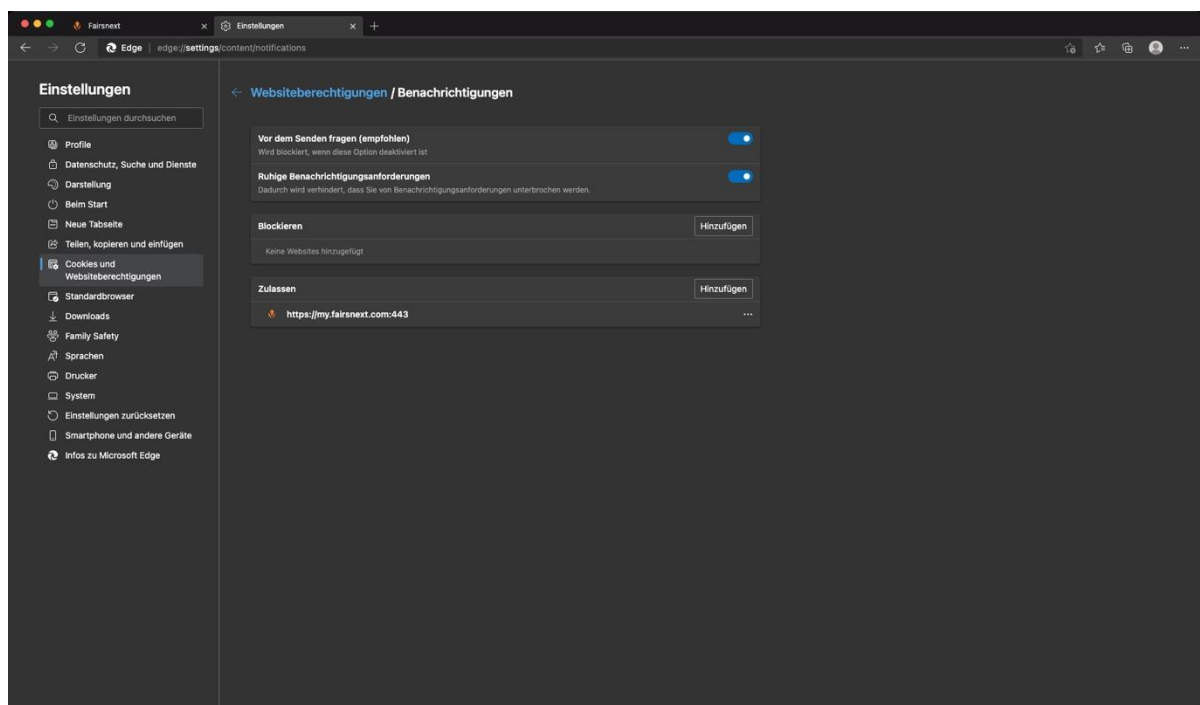 Fairsnext
Einstellungen
Edge | edge://settings/content/notifications
Einstellungen
Einstellungen durchsuchen
Profile
Datenschutz, Suche und Dienste
Darstellung
Beim Start
Neue Tabseite
Teilen, kopieren und einfügen
Cookies und
Websiteberechtigungen
Standardbrowser
Downloads
Family Safety
Sprachen
Drucker
System
Einstellungen zurücksetzen
Smartphone und andere Geräte
Infos zu Microsoft Edge
Websiteberechtigungen / Benachrichtigungen
Vor dem Senden fragen (empfohlen)
Wird blockiert, wenn diese Option deaktiviert ist
Ruhige Benachrichtigungsanforderungen
Dadurch wird verhindert, dass Sie von Benachrichtigungsanforderungen unterbrochen werden.
Blockieren
Hinzufügen
Keine Websites hinzugefügt
Zulassen
Hinzufügen
https://my.fairsnext.com:443